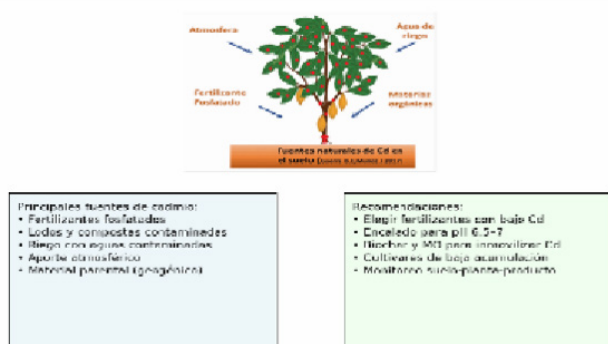 Atmosfera
Agua de
riego
Fertilizante
Fosfatado
Materias
orgánicas
Fuentes naturales de Cd en
el suelo
Principales fuentes de cadmio:
• Fertilizantes fosfatados
• Lodos y compostas contaminadas
• Riego con aguas contaminadas
• Aporte atmosférico
• Material parental (geogénico)
Recomendaciones:
• Elegir fertilizantes con bajo Cd
• Encalado para pH 6.5–7
• Biochar y MO para inmovilizar Cd
• Cultivares de baja acumulación
• Monitoreo suelo-planta-producto